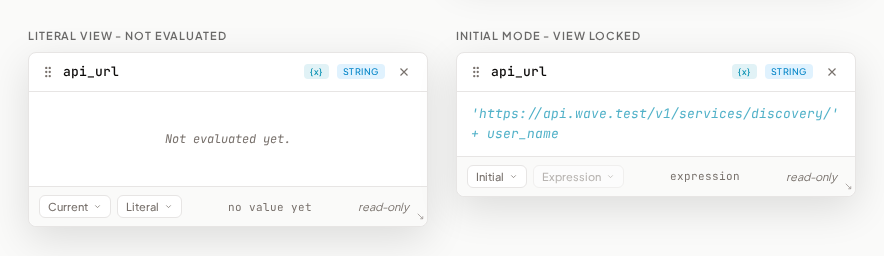 LITERAL VIEW – NOT EVALUATED
api_url
{x}
STRING
Not evaluated yet.
Current
Literal
no value yet
read-only
INITIAL MODE – VIEW LOCKED
api_url
{x}
STRING
'https://api.wave.test/v1/services/discovery/'
+ user_name
Initial
Expression
expression
read-only